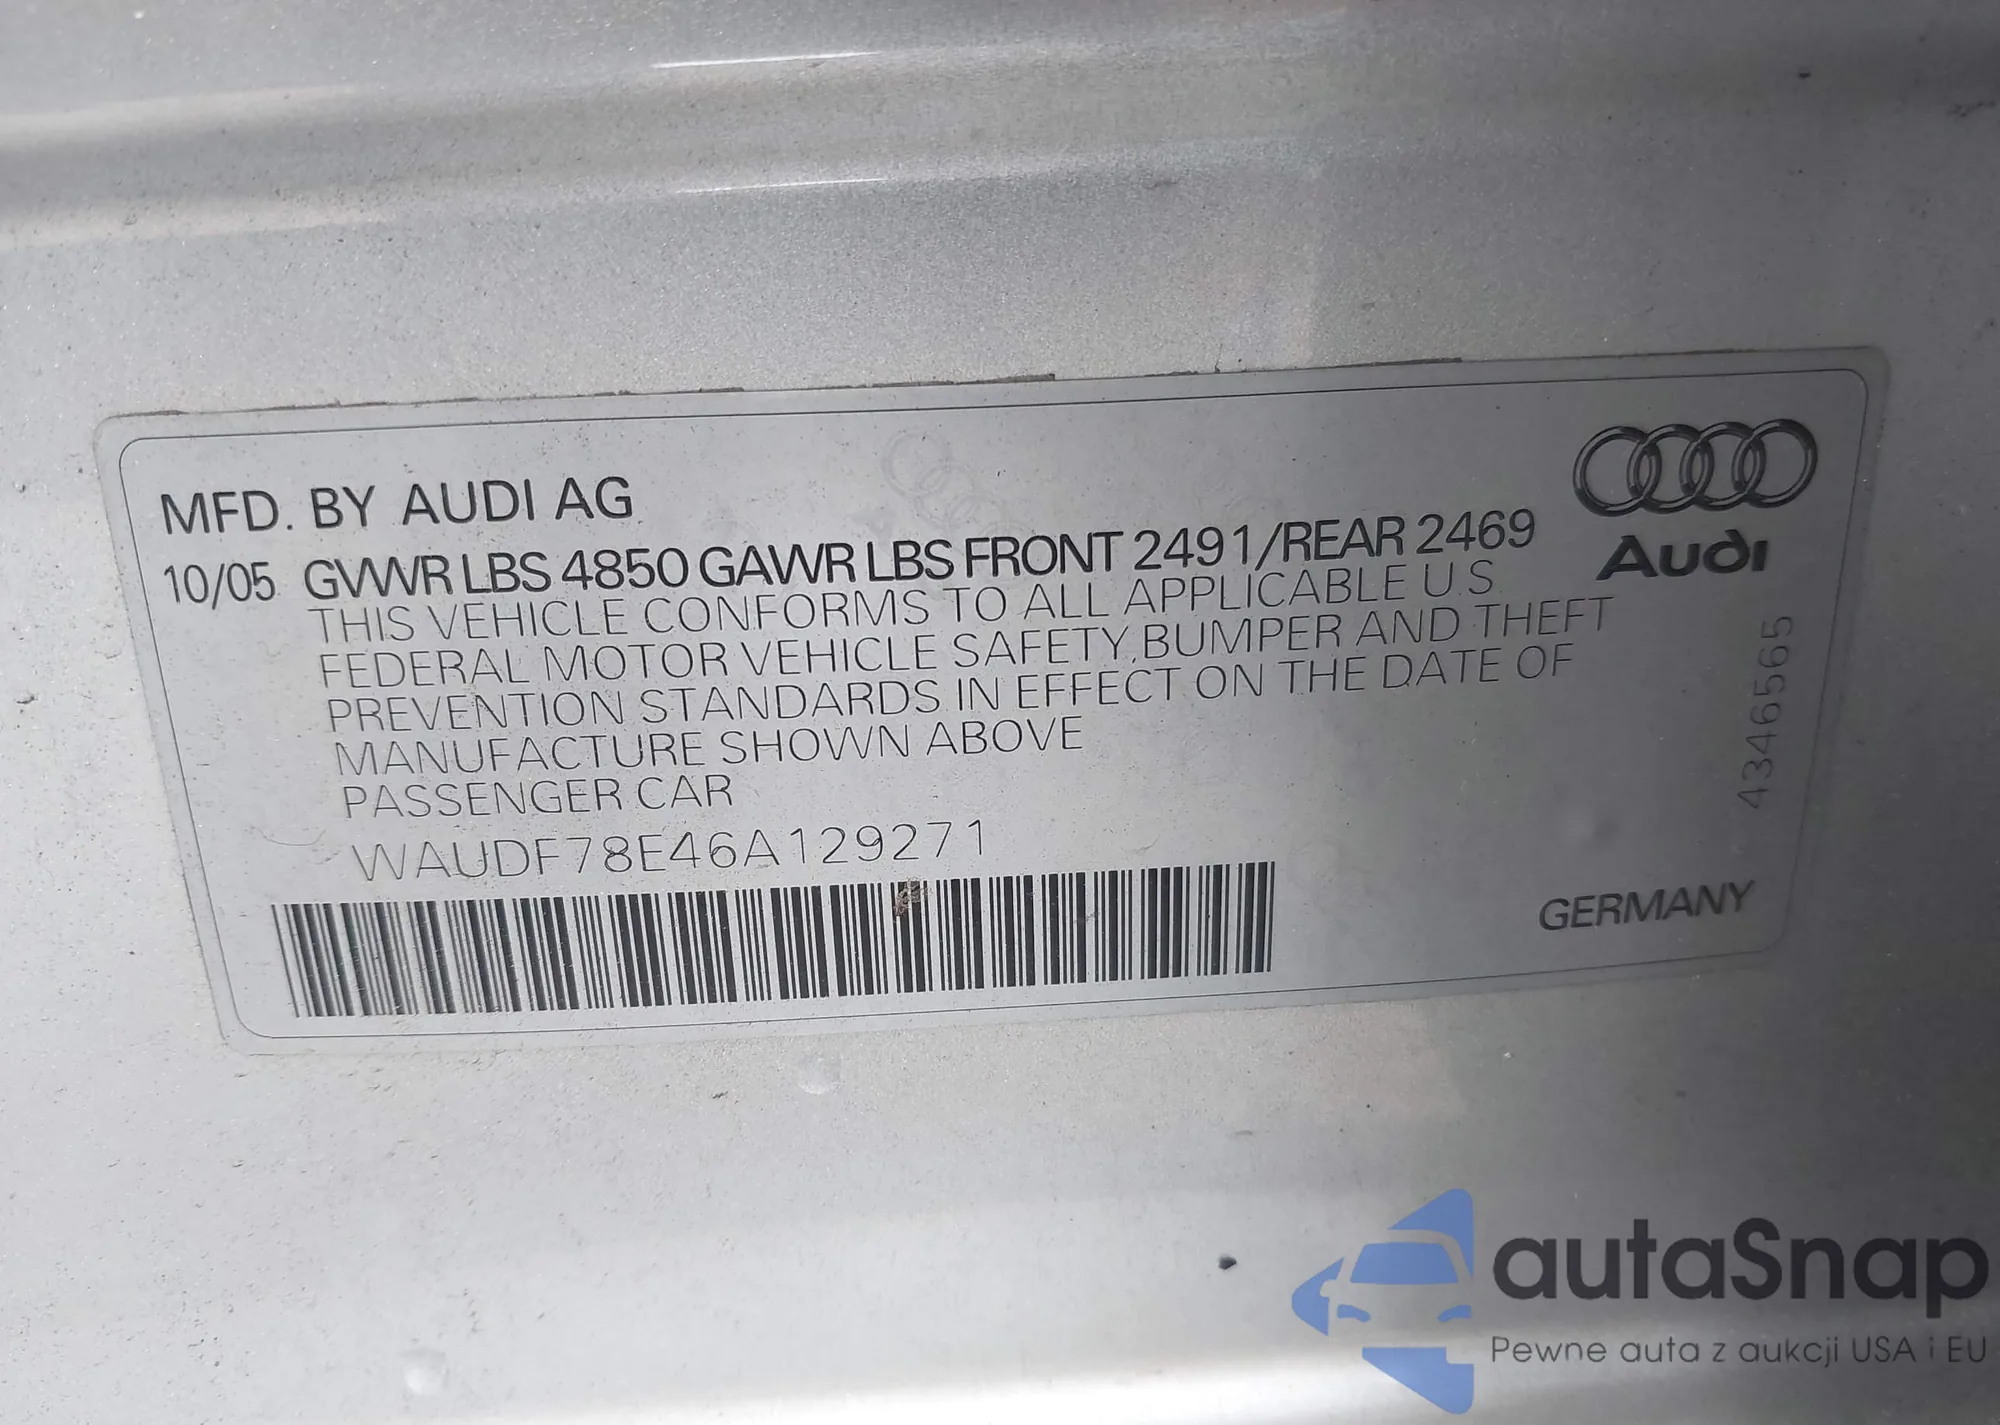 MFD. BY AUDI AG
10/05 GVWR LBS 4850 GAWR LBS FRONT 2491/REAR 2469
Audi
THIS VEHICLE CONFORMS TO ALL APPLICABLE U.S
FEDERAL MOTOR VEHICLE SAFETY,BUMPER AND THEFT
PREVENTION STANDARDS IN EFFECT ON THE DATE OF
MANUFACTURE SHOWN ABOVE
PASSENGER CAR
WAUDF78E46A129271
4346565
GERMANY
autaSnap
Pewne auta z aukcji USA i EU